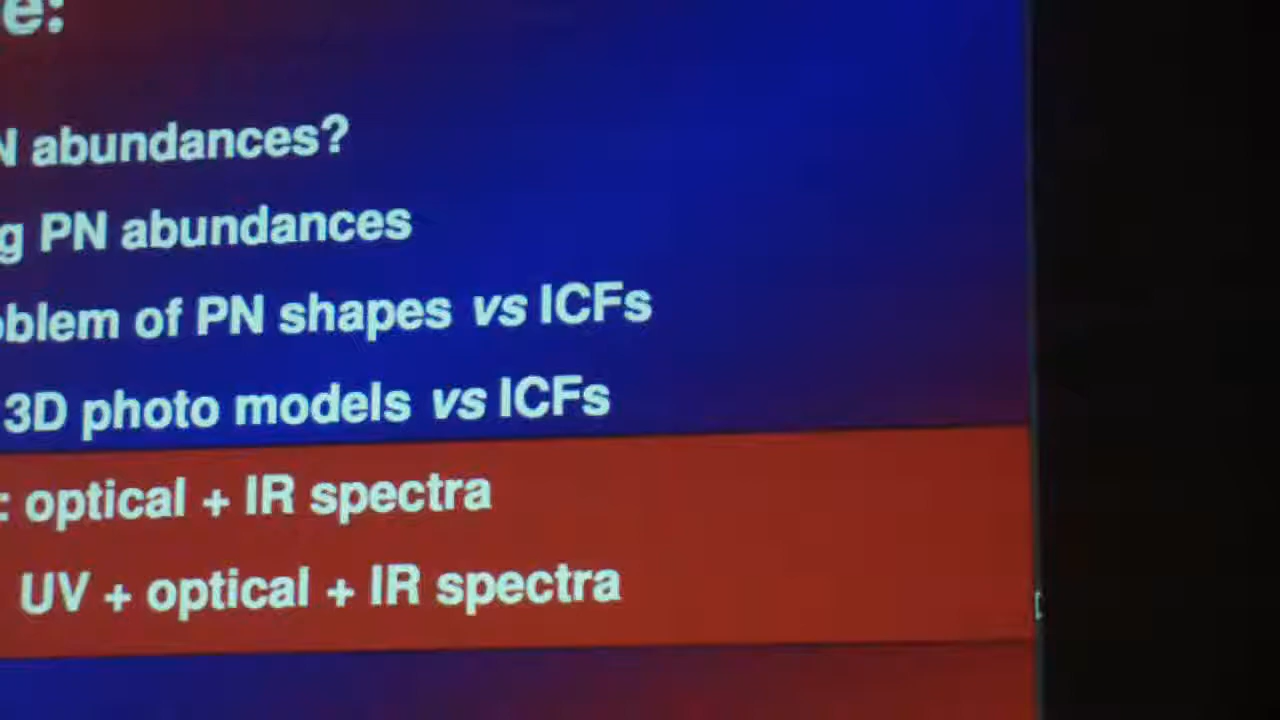 e:
N abundances?
g PN abundances
oblem of PN shapes vs ICFs
3D photo models vs ICFs
: optical + IR spectra
UV + optical + IR spectra